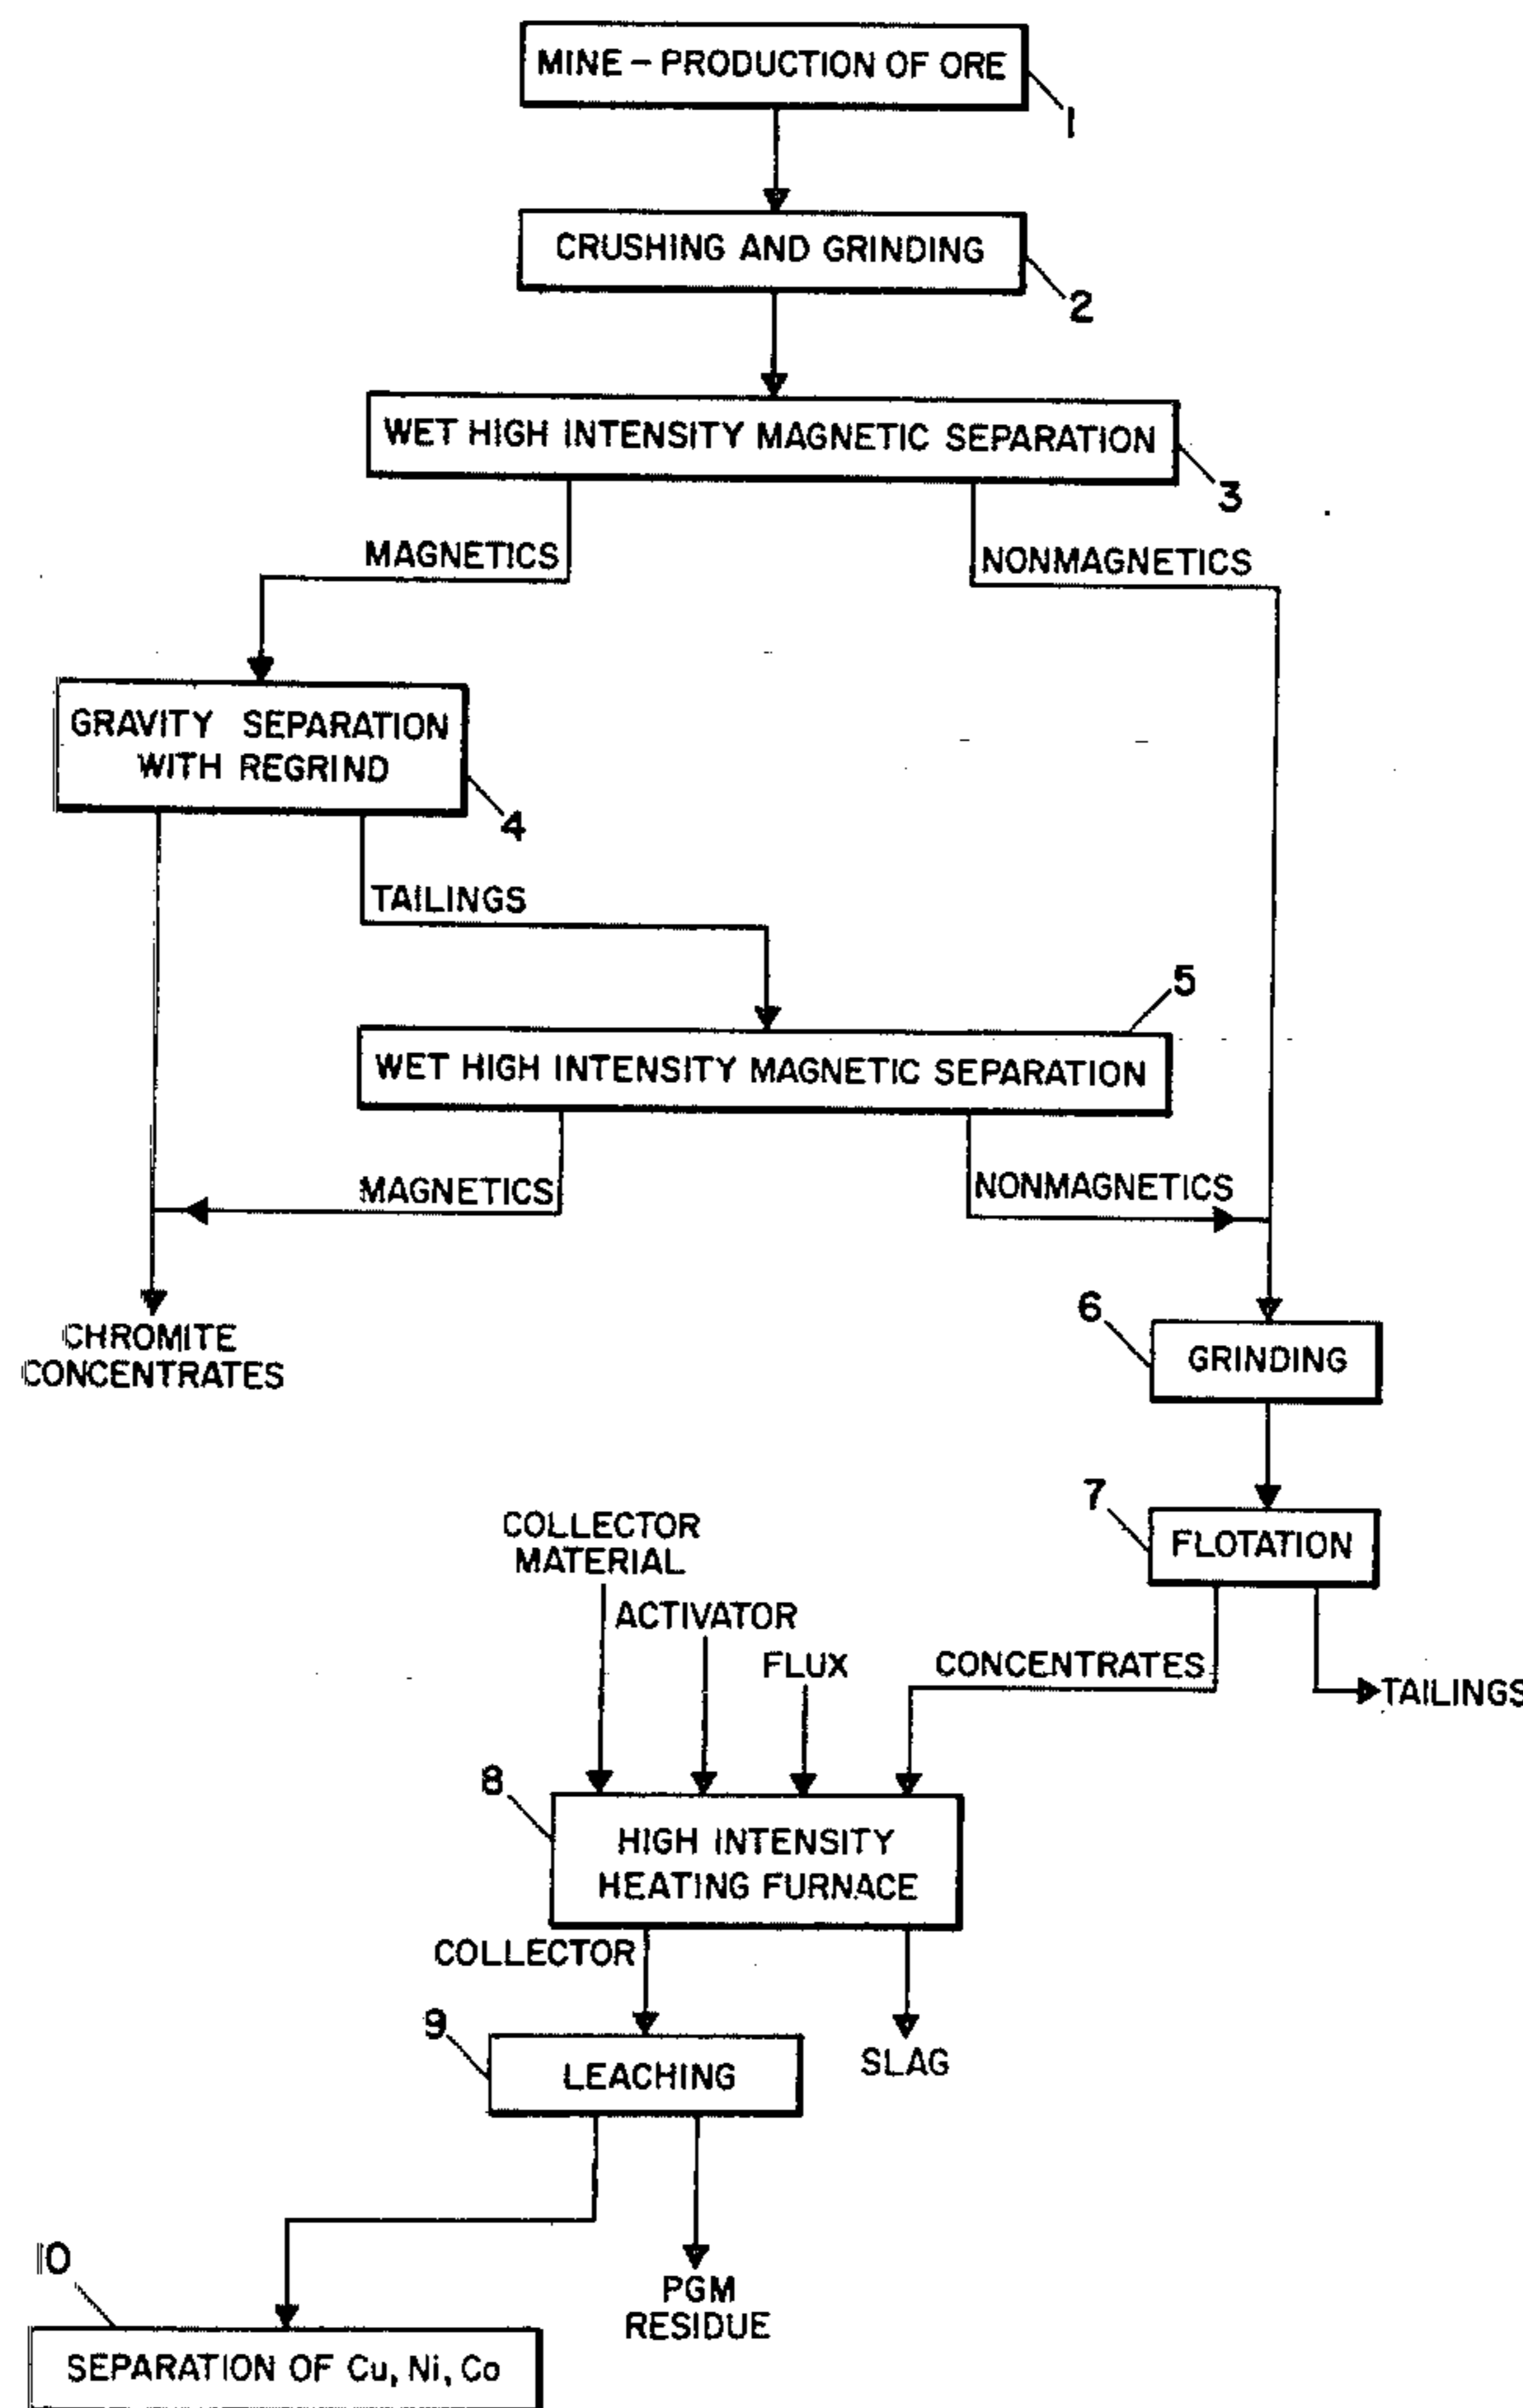 MINE – PRODUCTION OF ORE
1
CRUSHING AND GRINDING
2
WET HIGH INTENSITY MAGNETIC SEPARATION
3
MAGNETICS
NONMAGNETICS
GRAVITY SEPARATION
WITH REGRIND
4
TAILINGS
5
WET HIGH INTENSITY MAGNETIC SEPARATION
MAGNETICS
NONMAGNETICS
CHROMITE
CONCENTRATES
6
GRINDING
7
FLOTATION
COLLECTOR
MATERIAL
ACTIVATOR
FLUX
CONCENTRATES
TAILINGS
8
HIGH INTENSITY
HEATING FURNACE
COLLECTOR
SLAG
9
LEACHING
PGM
RESIDUE
10
SEPARATION OF Cu, Ni, Co